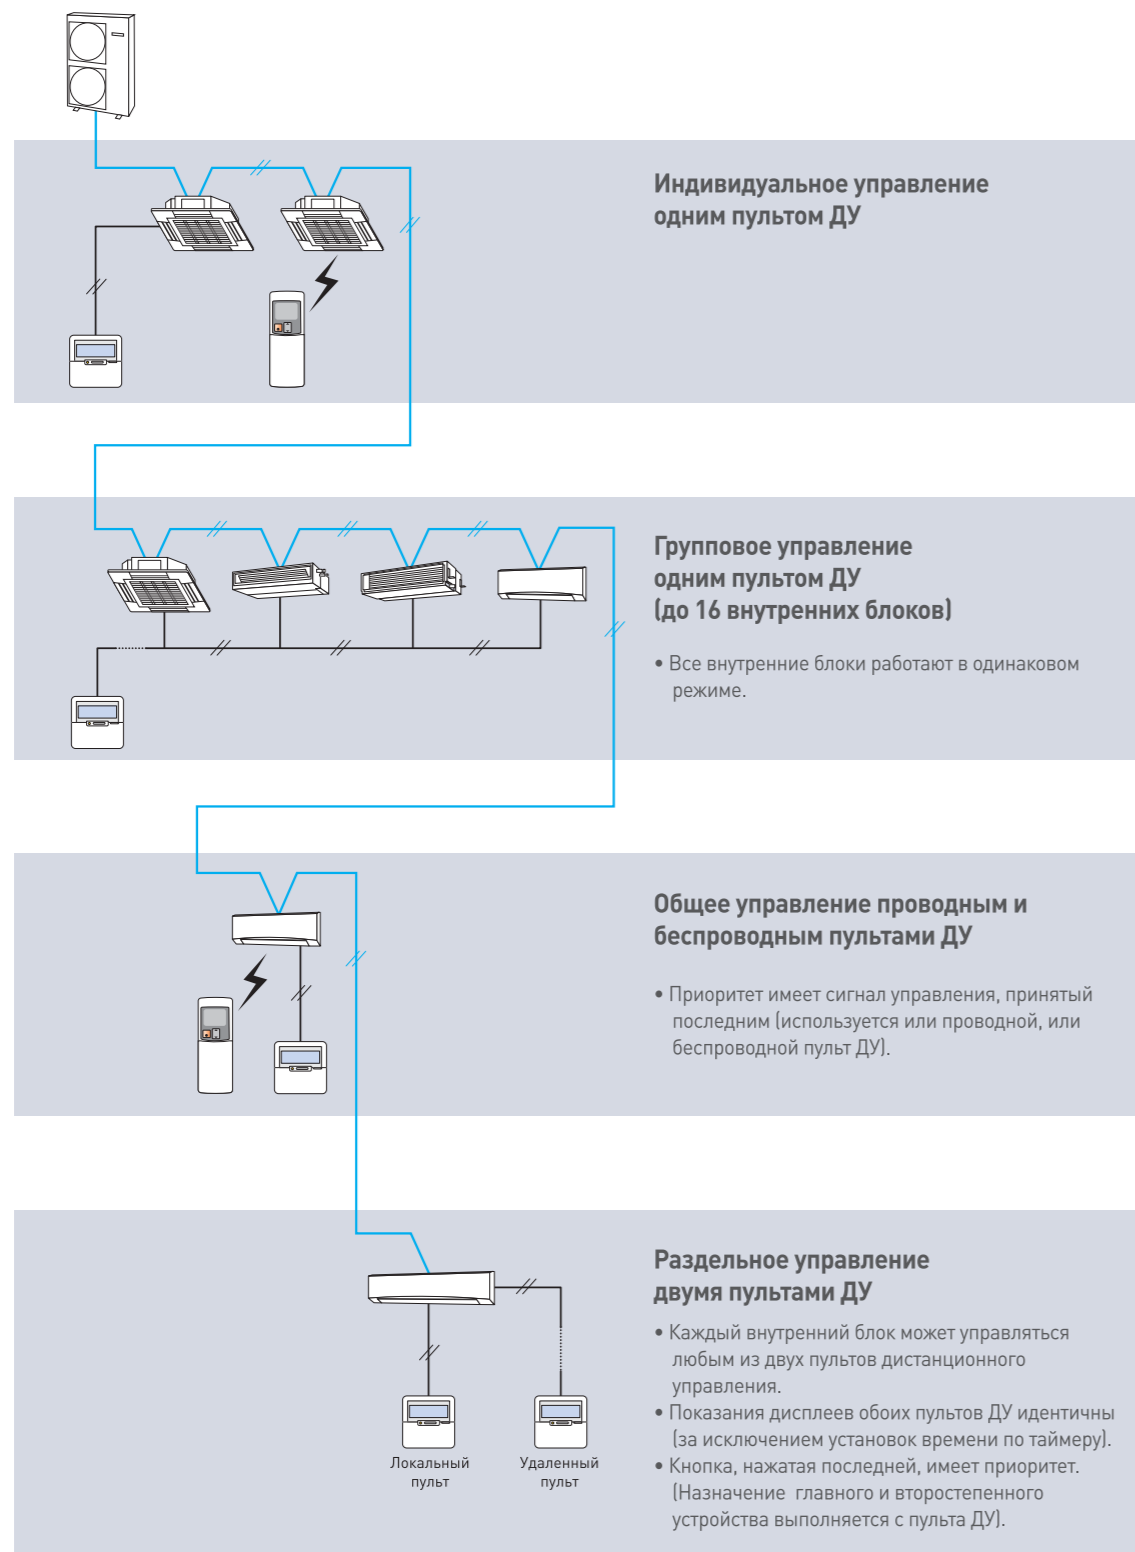 Индивидуальное управление
одним пультом ДУ
Групповое управление
одним пультом ДУ
(до 16 внутренних блоков)
• Все внутренние блоки работают в одинаковом
режиме.
Общее управление проводным и
беспроводным пультами ДУ
• Приоритет имеет сигнал управления, принятый
последним (используется или проводной, или
беспроводной пульт ДУ).
Раздельное управление
двумя пультами ДУ
• Каждый внутренний блок может управляться
любым из двух пультов дистанционного
управления.
• Показания дисплеев обоих пультов ДУ идентичны
(за исключением установок времени по таймеру).
• Кнопка, нажатая последней, имеет приоритет.
(Назначение главного и второстепенного
устройства выполняется с пульта ДУ).
Локальный
пульт
Удаленный
пульт